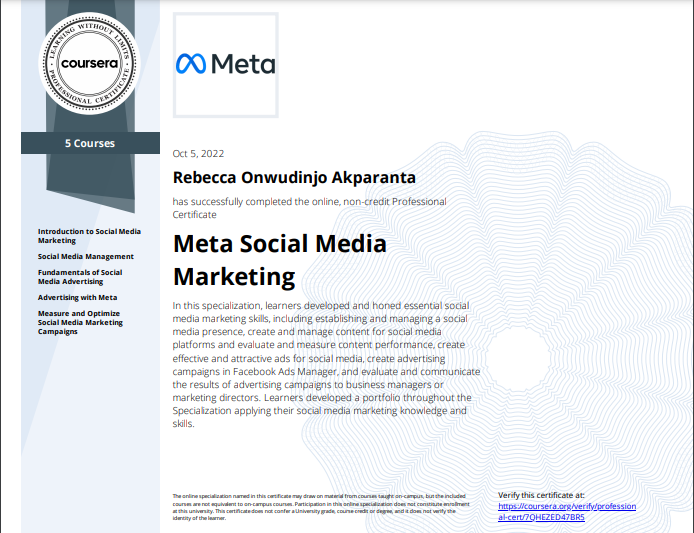 LEARNING WITHOUT LIMITS
coursera
PROFESSIONAL CERTIFICATE
5 Courses
Introduction to Social Media
Marketing
Social Media Management
Fundamentals of Social
Media Advertising
Advertising with Meta
Measure and Optimize
Social Media Marketing
Campaigns
Meta
Oct 5, 2022
Rebecca Onwudinjo Akparanta
has successfully completed the online, non-credit Professional
Certificate
Meta Social Media
Marketing
In this specialization, learners developed and honed essential social
media marketing skills, including establishing and managing a social
media presence, create and manage content for social media
platforms and evaluate and measure content performance, create
effective and attractive ads for social media, create advertising
campaigns in Facebook Ads Manager, and evaluate and communicate
the results of advertising campaigns to business managers or
marketing directors. Learners developed a portfolio throughout the
Specialization applying their social media marketing knowledge and
skills.
The online specialization named in this certificate may draw on material from courses taught on-campus, but the included
courses are not equivalent to on-campus courses. Participation in this online specialization does not constitute enrollment
at this university. This certificate does not confer a University grade, course credit or degree, and it does not verify the
identity of the learner.
Verify this certificate at:
https://coursera.org/verify/profession
al-cert/7QHEZED47BR5